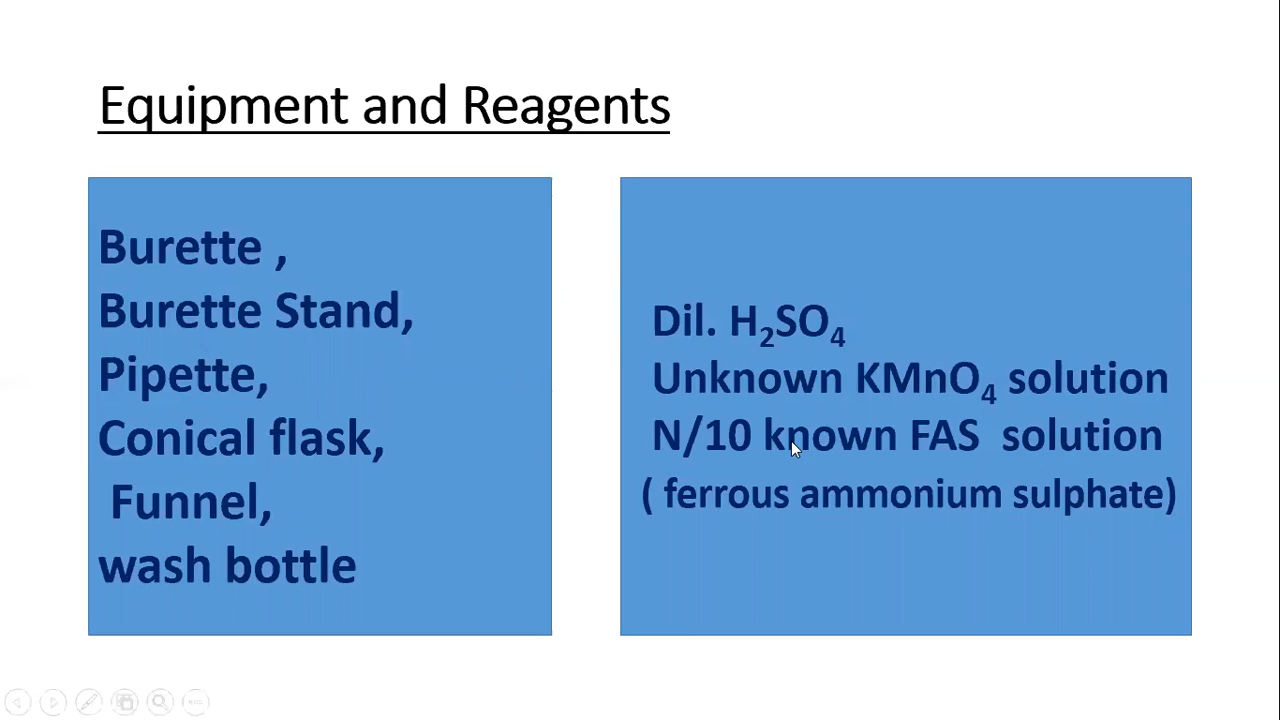 Equipment and Reagents
Burette ,
Burette Stand,
Pipette,
Conical flask,
Funnel,
wash bottle
Dil. H₂SO₄
Unknown KMnO₄ solution
N/10 known FAS solution
( ferrous ammonium sulphate)